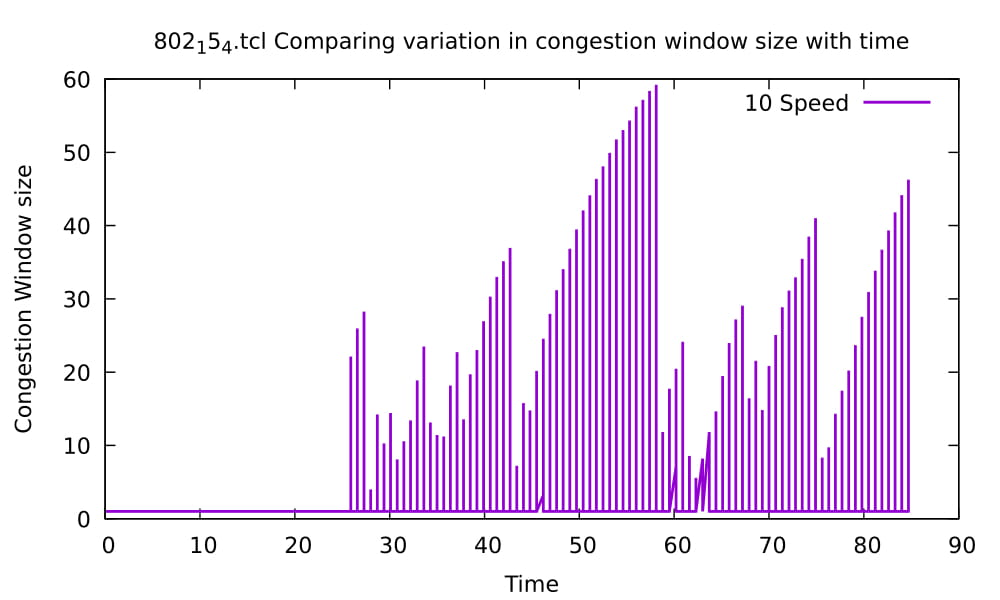 802₁5₄.tcl Comparing variation in congestion window size with time
10 Speed
Congestion Window size
60
50
40
30
20
10
0
0 10 20 30 40 50 60 70 80 90
Time